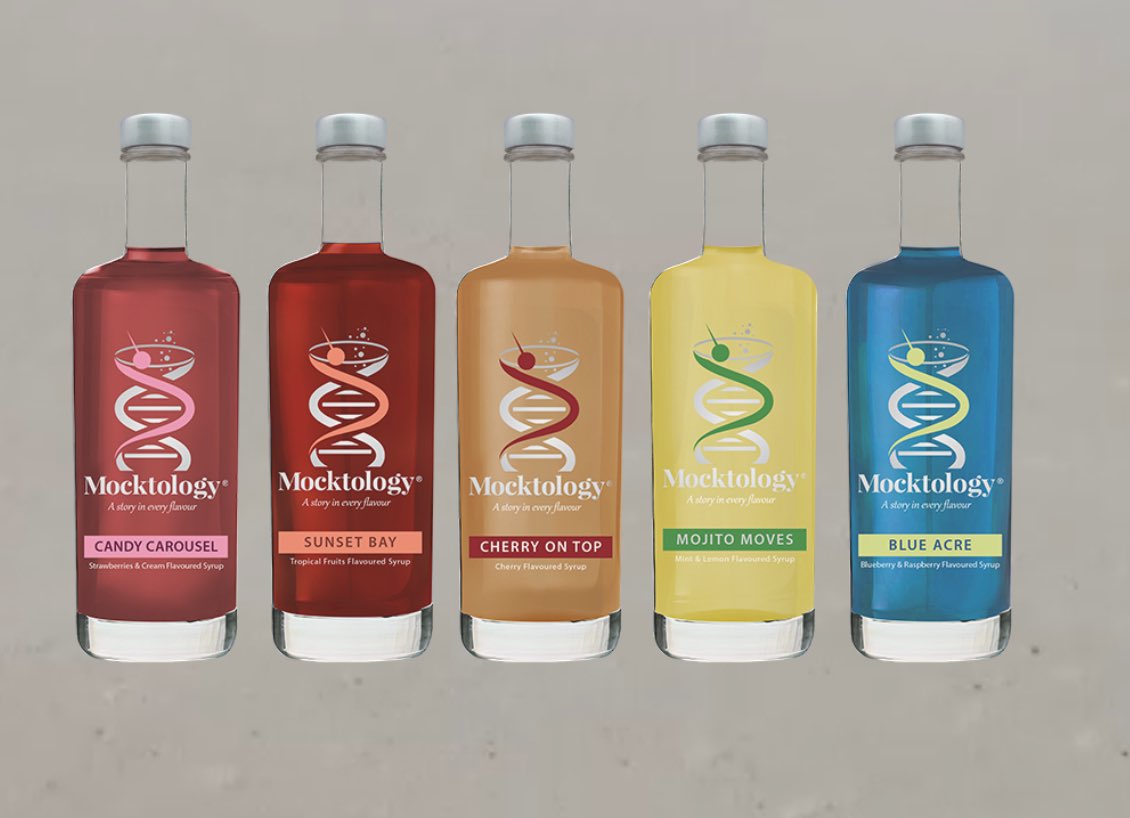 Mocktology®
A story in every flavour
CANDY CAROUSEL
Strawberries & Cream Flavoured Syrup
Mocktology®
A story in every flavour
SUNSET BAY
Tropical Fruits Flavoured Syrup
Mocktology®
A story in every flavour
CHERRY ON TOP
Cherry Flavoured Syrup
Mocktology®
A story in every flavour
MOJITO MOVES
Mint & Lemon Flavoured Syrup
Mocktology®
A story in every flavour
BLUE ACRE
Blueberry & Raspberry Flavoured Syrup